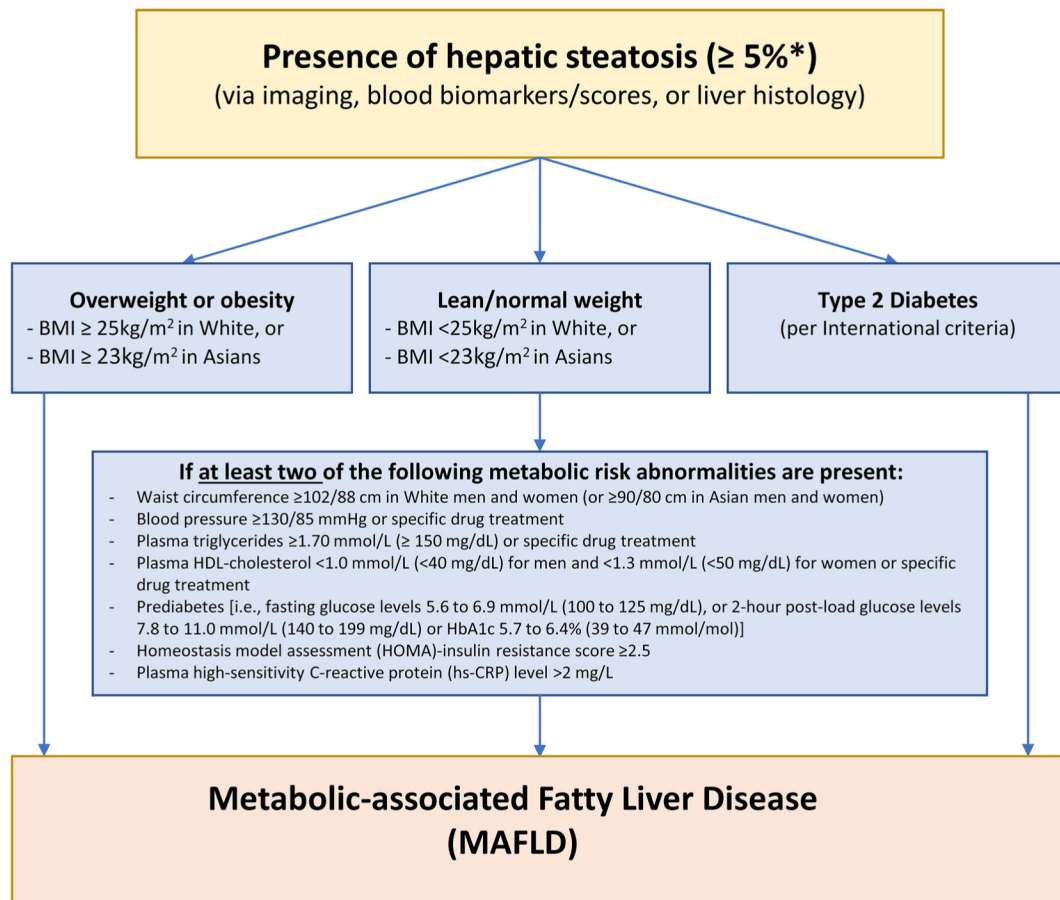 Presence of hepatic steatosis (≥ 5%*)
(via imaging, blood biomarkers/scores, or liver histology)
Overweight or obesity
- BMI ≥ 25kg/m² in White, or
- BMI ≥ 23kg/m² in Asians
Lean/normal weight
- BMI <25kg/m² in White, or
- BMI <23kg/m² in Asians
Type 2 Diabetes
(per International criteria)
If at least two of the following metabolic risk abnormalities are present:
- Waist circumference ≥102/88 cm in White men and women (or ≥90/80 cm in Asian men and women)
- Blood pressure ≥130/85 mmHg or specific drug treatment
- Plasma triglycerides ≥1.70 mmol/L (≥ 150 mg/dL) or specific drug treatment
- Plasma HDL-cholesterol <1.0 mmol/L (<40 mg/dL) for men and <1.3 mmol/L (<50 mg/dL) for women or specific
drug treatment
- Prediabetes [i.e., fasting glucose levels 5.6 to 6.9 mmol/L (100 to 125 mg/dL), or 2-hour post-load glucose levels
7.8 to 11.0 mmol/L (140 to 199 mg/dL) or HbA1c 5.7 to 6.4% (39 to 47 mmol/mol)]
- Homeostasis model assessment (HOMA)-insulin resistance score ≥2.5
- Plasma high-sensitivity C-reactive protein (hs-CRP) level >2 mg/L
Metabolic-associated Fatty Liver Disease
(MAFLD)